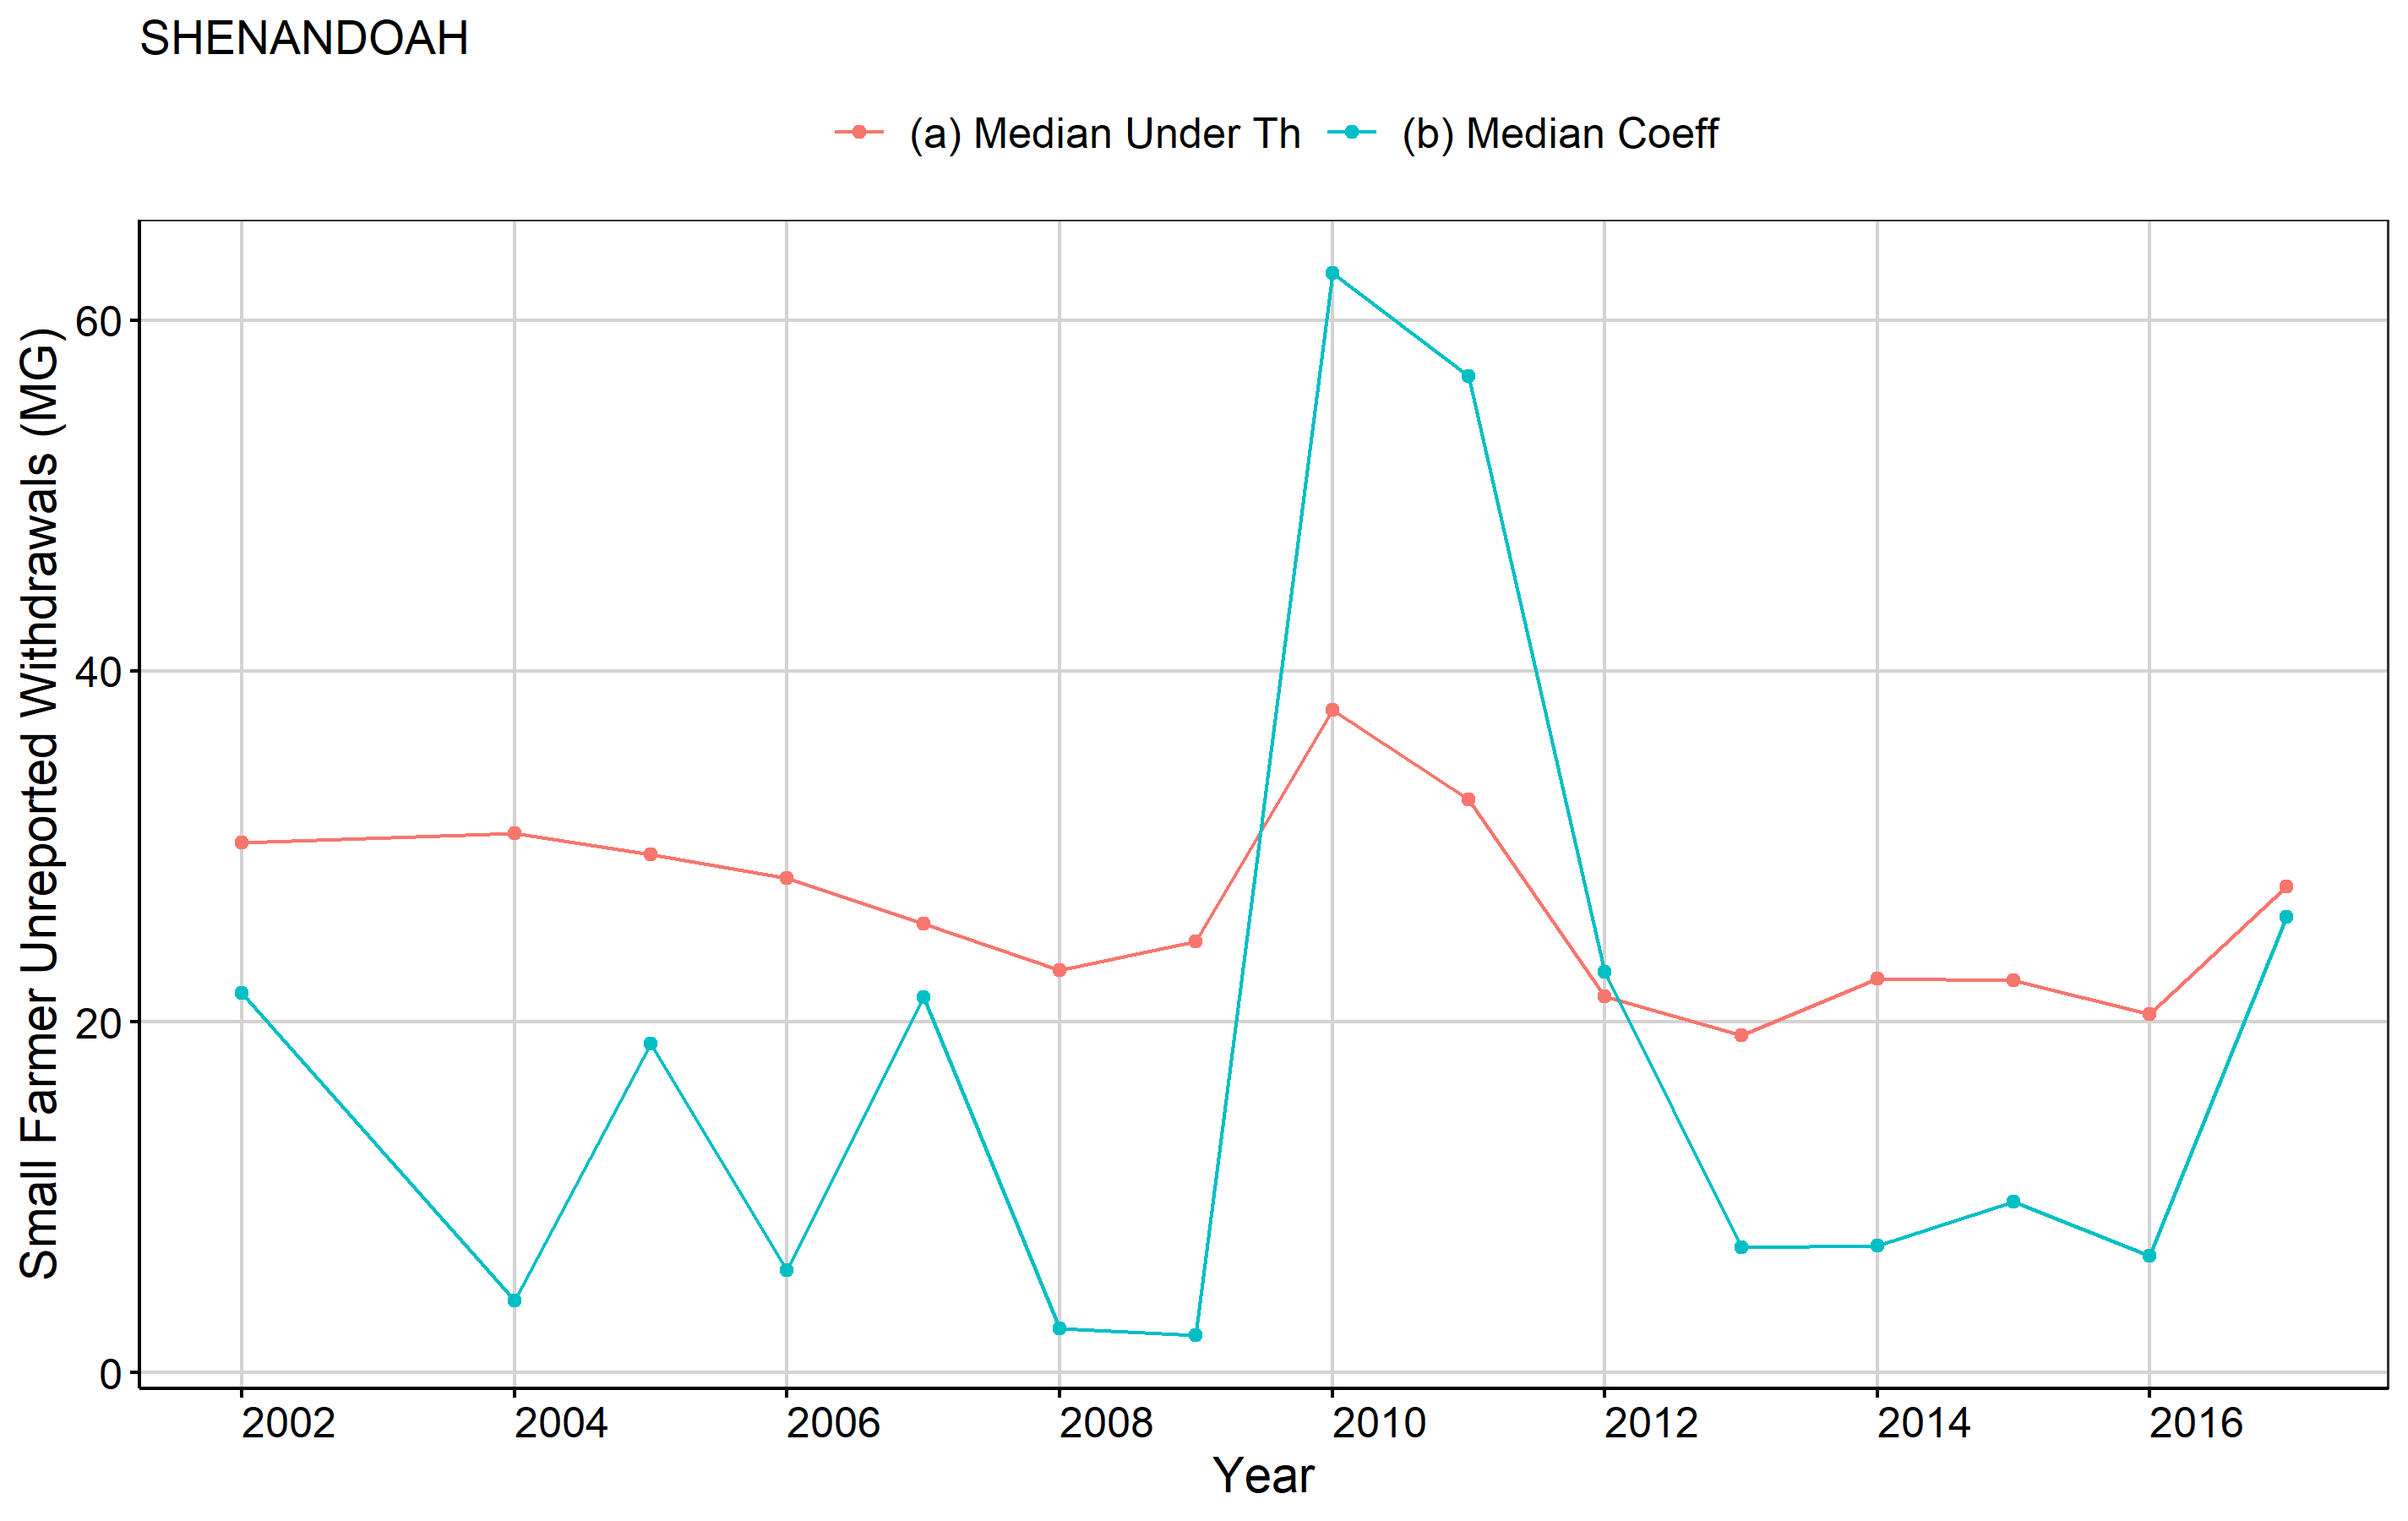 SHENANDOAH
(a) Median Under Th (b) Median Coeff
Small Farmer Unreported Withdrawals (MG)
60
40
20
0
2002 2004 2006 2008 2010 2012 2014 2016
Year